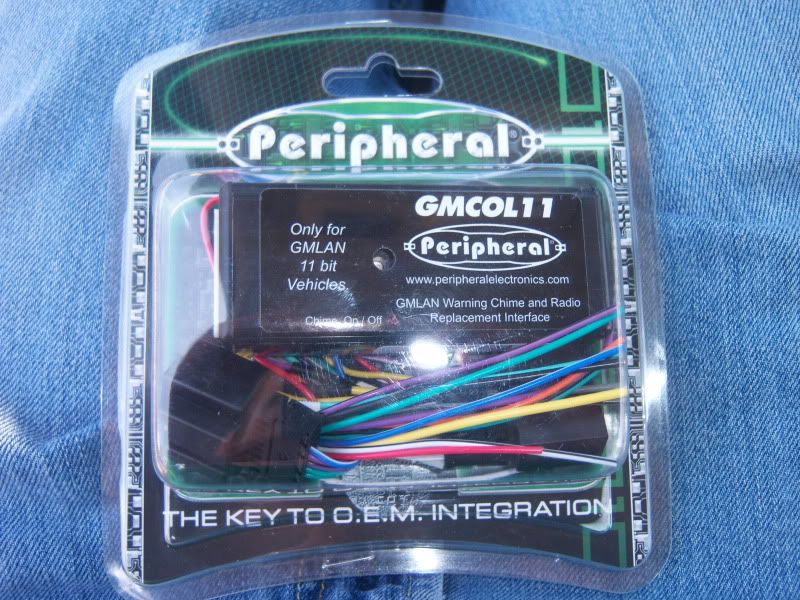 Peripheral®
GMCOL11
Only for
GMLAN
11 bit
Vehicles.
Peripheral®
www.peripheralelectronics.com
GMLAN Warning Chime and Radio
Replacement Interface
Chime On / Off
THE KEY TO O.E.M. INTEGRATION